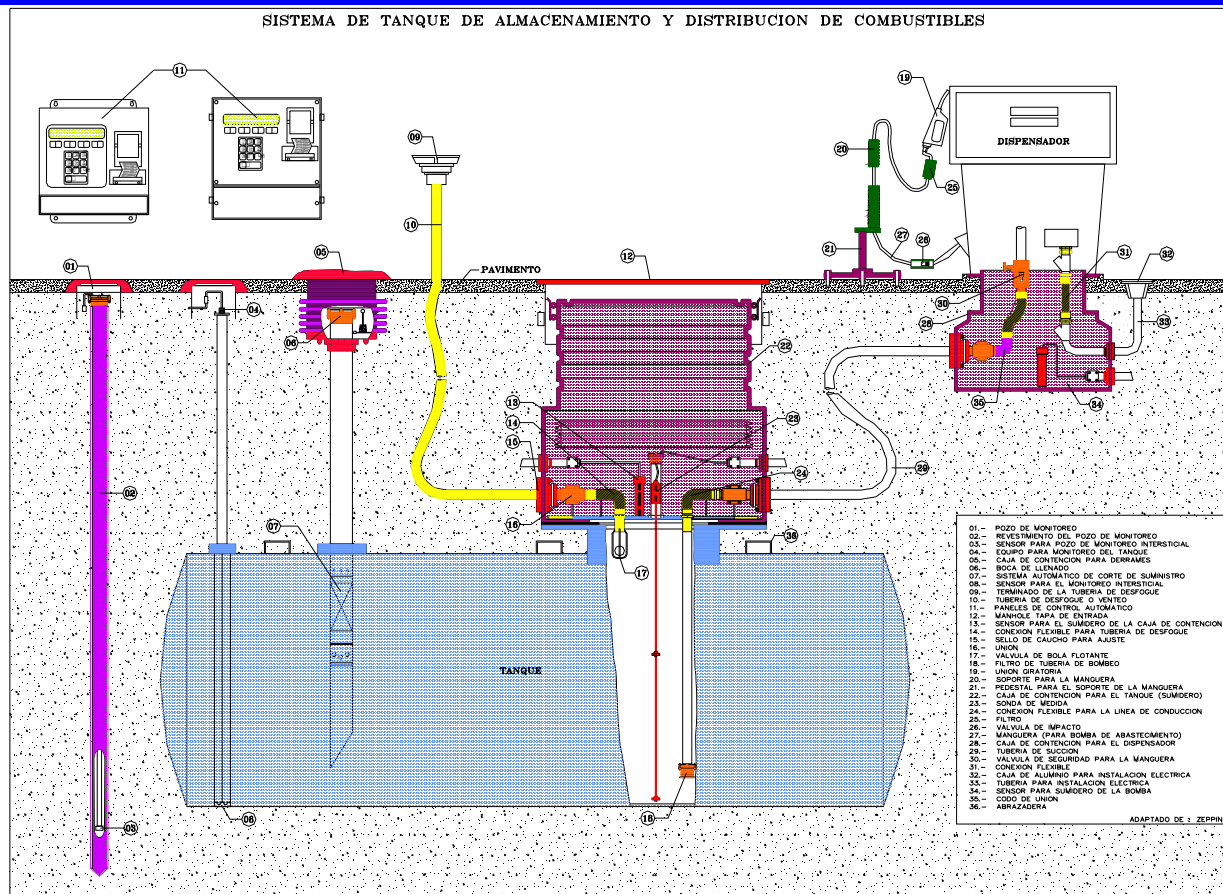 SISTEMA DE TANQUE DE ALMACENAMIENTO Y DISTRIBUCION DE COMBUSTIBLES
11
19
09
DISPENSADOR
20
25
10
21
27
26
05
12
31
32
01
PAVIMENTO
30
04
28
33
06
22
35
34
13
23
14
15
24
29
02
16
07
36
17
TANQUE
03
08
18
01.- POZO DE MONITOREO
02.- REVESTIMIENTO DEL POZO DE MONITOREO
03.- SENSOR PARA POZO DE MONITOREO INTERSTICIAL
04.- EQUIPO PARA MONITOREO DEL TANQUE
05.- CAJA DE CONTENCION PARA DERRAMES
06.- BOCA DE LLENADO
07.- SISTEMA AUTOMATICO DE CORTE DE SUMINISTRO
08.- SENSOR PARA EL MONITOREO INTERSTICIAL
09.- TERMINADO DE LA TUBERIA DE DESFOGUE
10.- TUBERIA DE DESFOGUE O VENTEO
11.- PANELES DE CONTROL AUTOMATICO
12.- MANHOLE TAPA DE ENTRADA
13.- SENSOR PARA EL SUMIDERO DE LA CAJA DE CONTENCION
14.- CONEXION FLEXIBLE PARA TUBERIA DE DESFOGUE
15.- SELLO DE CAUCHO PARA AJUSTE
16.- UNION
17.- VALVULA DE BOLA FLOTANTE
18.- FILTRO DE TUBERIA DE BOMBEO
19.- UNION GIRATORIA
20.- SOPORTE PARA LA MANGUERA
21.- PEDESTAL PARA EL SOPORTE DE LA MANGUERA
22.- CAJA DE CONTENCION PARA EL TANQUE (SUMIDERO)
23.- SONDA DE MEDIDA
24.- CONEXION FLEXIBLE PARA LA LINEA DE CONDUCCION
25.- FILTRO
26.- VALVULA DE IMPACTO
27.- MANGUERA (PARA BOMBA DE ABASTECIMIENTO)
28.- CAJA DE CONTENCION PARA EL DISPENSADOR
29.- TUBERIA DE SUCCION
30.- VALVULA DE SEGURIDAD PARA LA MANGUERA
31.- CONEXION FLEXIBLE
32.- CAJA DE ALUMINIO PARA INSTALACION ELECTRICA
33.- TUBERIA PARA INSTALACION ELECTRICA
34.- SENSOR PARA SUMIDERO DE LA BOMBA
35.- CODO DE UNION
36.- ABRAZADERA
ADAPTADO DE : ZEPPIN